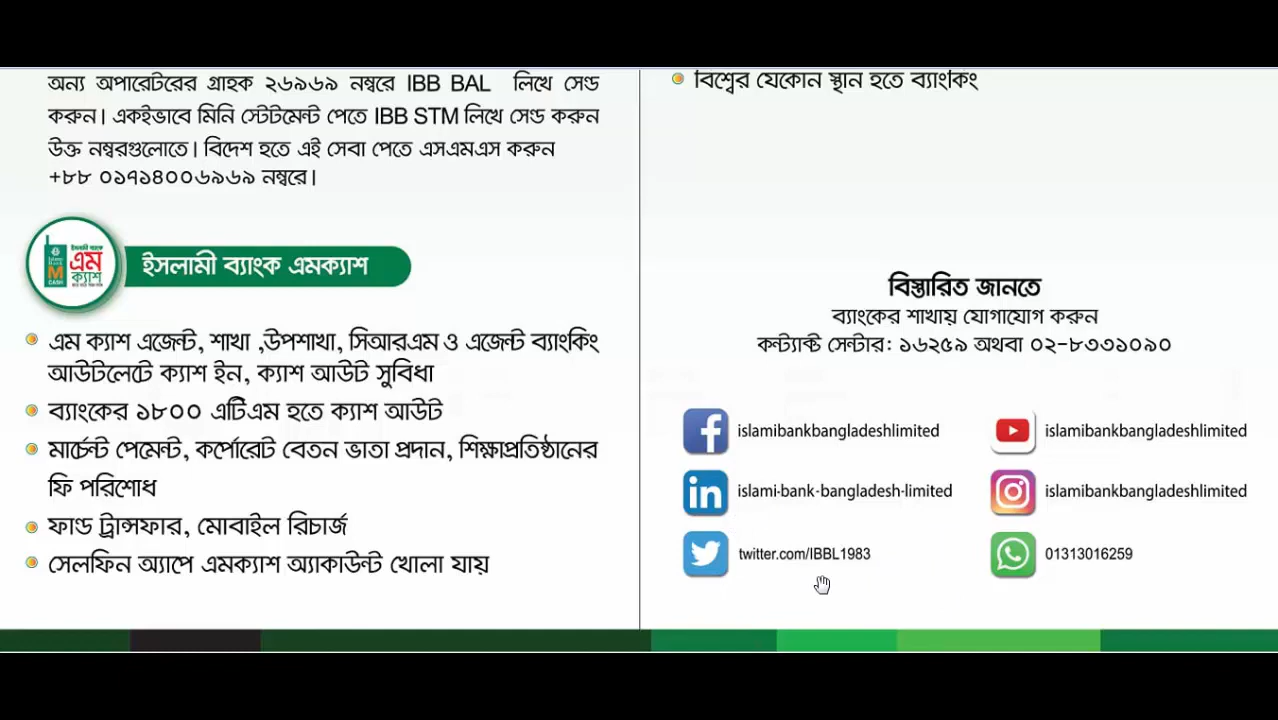 অন্য অপারেটরের গ্রাহক ২৬৯৬৯ নম্বরে IBB BAL লিখে সেন্ড
করুন। একইভাবে মিনি স্টেটমেন্ট পেতে IBB STM লিখে সেন্ড করুন
উক্ত নম্বরগুলোতে। বিদেশ হতে এই সেবা পেতে এসএমএস করুন
+৮৮ ০১৭১৪০০৬৯৬৯ নম্বরে।
ইসলামী ব্যাংক এমক্যাশ
এম ক্যাশ এজেন্ট, শাখা ,উপশাখা, সিআরএম ও এজেন্ট ব্যাংকিং
আউটলেটে ক্যাশ ইন, ক্যাশ আউট সুবিধা
ব্যাংকের ১৮০০ এটিএম হতে ক্যাশ আউট
মার্চেন্ট পেমেন্ট, কর্পোরেট বেতন ভাতা প্রদান, শিক্ষাপ্রতিষ্ঠানের
ফি পরিশোধ
ফান্ড ট্রান্সফার, মোবাইল রিচার্জ
সেলফিন অ্যাপে এমক্যাশ অ্যাকাউন্ট খোলা যায়
বিশ্বের যেকোন স্থান হতে ব্যাংকিং
বিস্তারিত জানতে
ব্যাংকের শাখায় যোগাযোগ করুন
কন্ট্যাক্ট সেন্টার: ১৬২৫৯ অথবা ০২-৮৩৩১০৯০
islamibankbangladeshlimited
islamibankbangladeshlimited
islami-bank-bangladesh-limited
islamibankbangladeshlimited
twitter.com/IBBL1983
01313016259